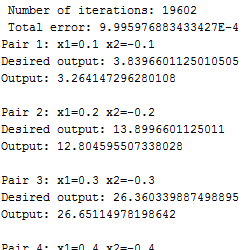 Number of iterations: 19602
Total error: 9.995976883433427E-4
Pair 1: x1=0.1 x2=-0.1
Desired output: 3.8396601125010505
Output: 3.264147296280108
Pair 2: x1=0.2 x2=-0.2
Desired output: 13.8996601125011
Output: 12.804595507338028
Pair 3: x1=0.3 x2=-0.3
Desired output: 26.360339887498895
Output: 26.65114978198642
Pair 4: x1=0.4 x2=-0.4